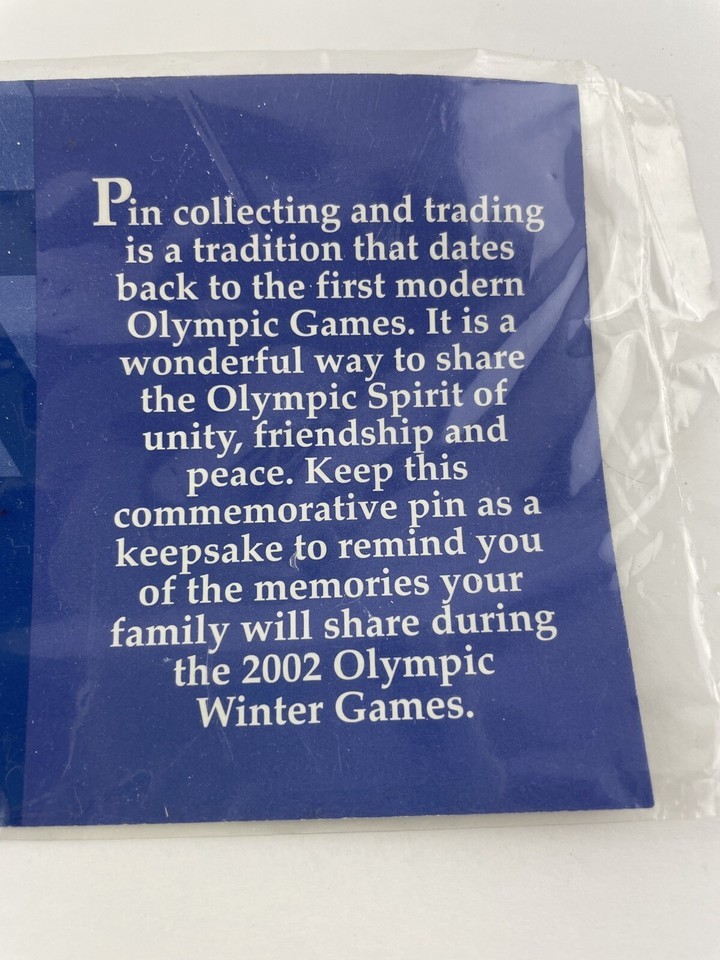 Pin collecting and trading
is a tradition that dates
back to the first modern
Olympic Games. It is a
wonderful way to share
the Olympic Spirit of
unity, friendship and
peace. Keep this
commemorative pin as a
keepsake to remind you
of the memories your
family will share during
the 2002 Olympic
Winter Games.